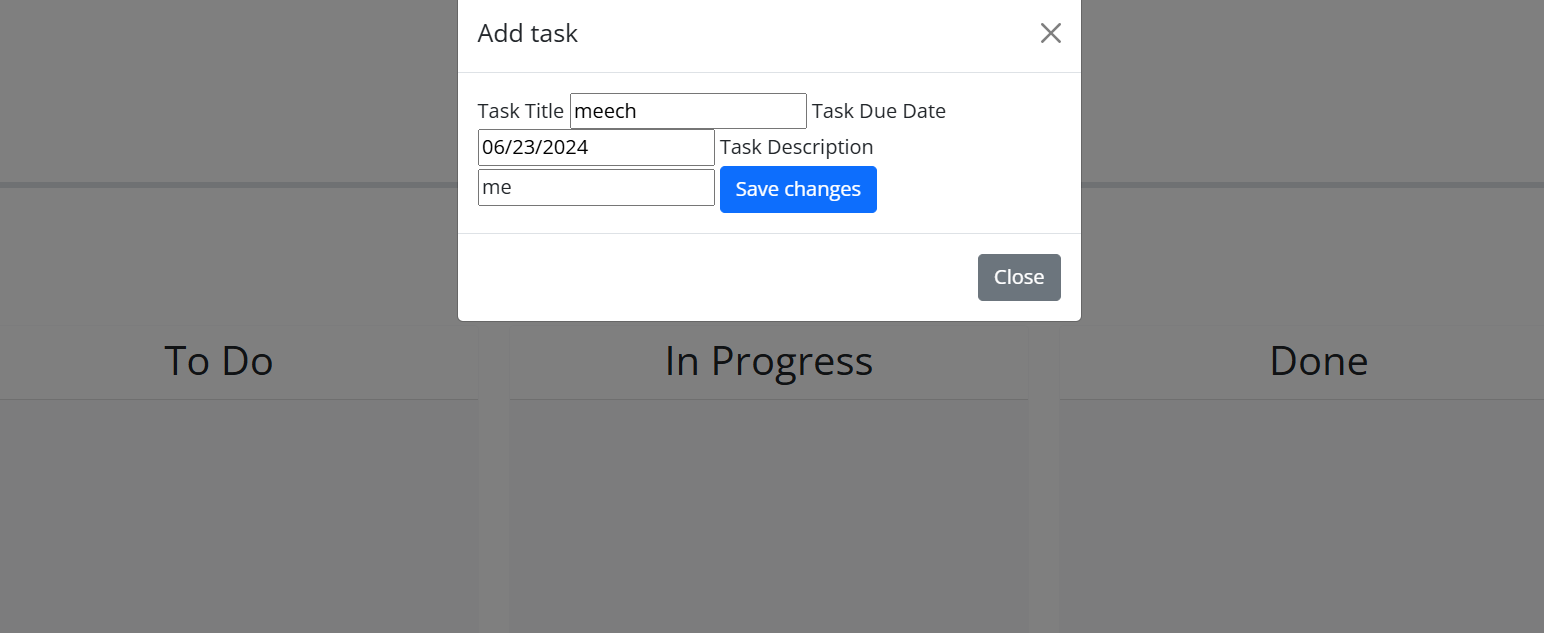 Add task
Task Title meech Task Due Date
06/23/2024 Task Description
me Save changes
Close
To Do In Progress Done